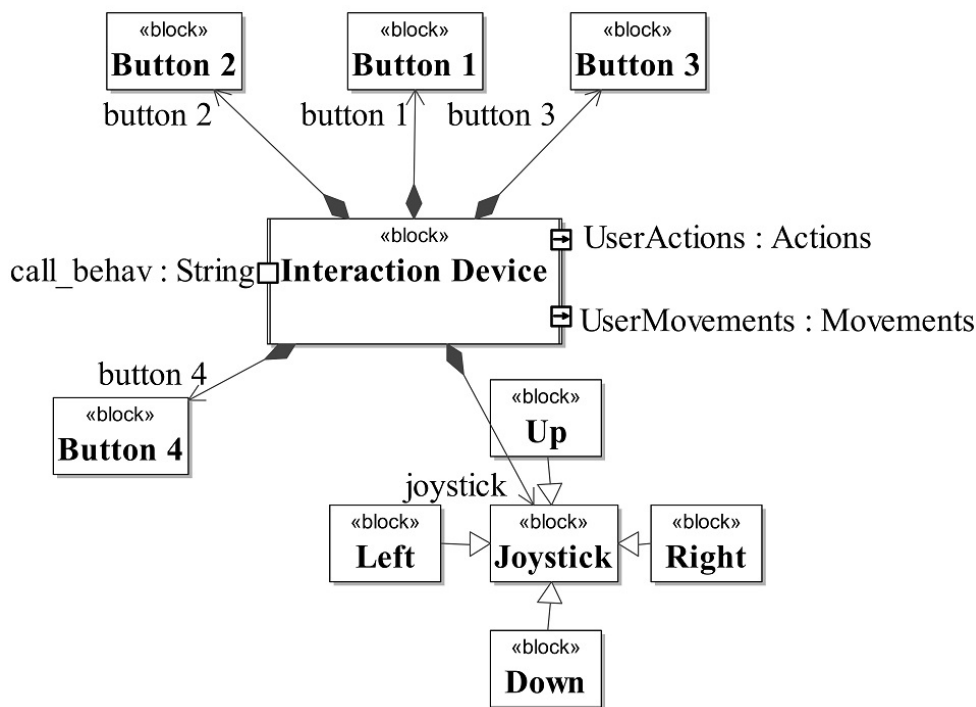 «block»
Button 2
«block»
Button 1
«block»
Button 3
button 2
button 1
button 3
«block»
Interaction Device
call_behav : String
UserActions : Actions
UserMovements : Movements
button 4
«block»
Button 4
«block»
Up
joystick
«block»
Left
«block»
Joystick
«block»
Right
«block»
Down